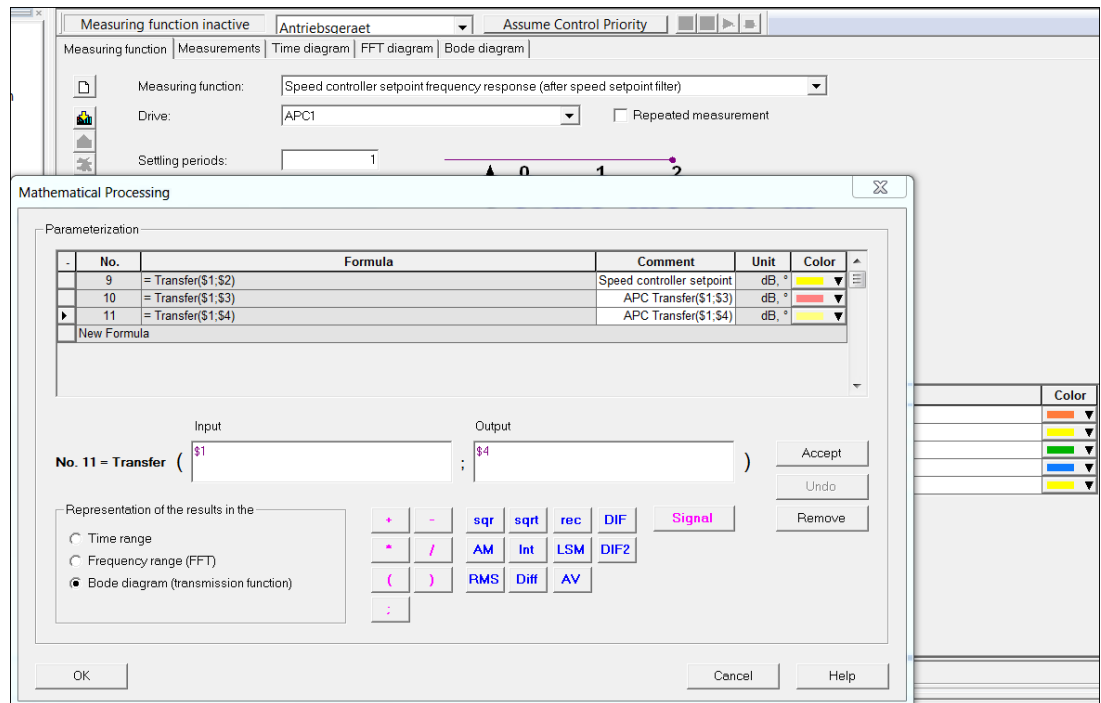 Measuring function inactive Antriebsgeraet Assume Control Priority
Measuring function Measurements Time diagram FFT diagram Bode diagram
Measuring function: Speed controller setpoint frequency response (after speed setpoint filter)
Drive: APC1 Repeated measurement
Settling periods: 1
0 1 2
Mathematical Processing
Parameterization
- No. Formula Comment Unit Color
9 = Transfer($1;$2) Speed controller setpoint dB, °
10 = Transfer($1;$3) APC Transfer($1;$3) dB, °
11 = Transfer($1;$4) APC Transfer($1;$4) dB, °
New Formula
Color
Input Output
No. 11 = Transfer ( $1 ; $4 ) Accept
Undo
Representation of the results in the
+ - sqr sqrt rec DIF Signal Remove
Time range
* / AM Int LSM DIF2
Frequency range (FFT)
( ) RMS Diff AV
Bode diagram (transmission function)
;
OK Cancel Help